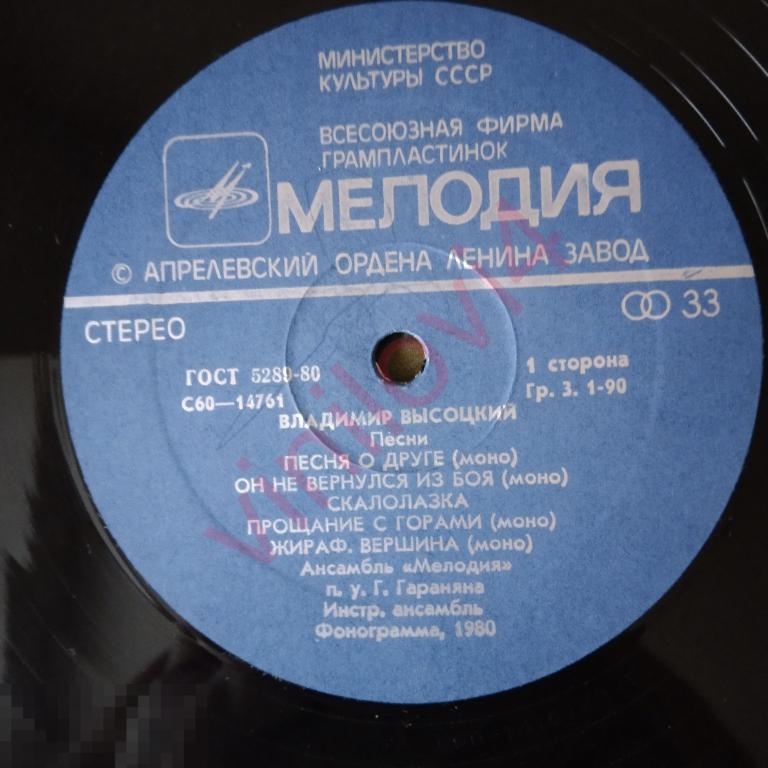 МИНИСТЕРСТВО
КУЛЬТУРЫ СССР
ВСЕСОЮЗНАЯ ФИРМА
ГРАМПЛАСТИНОК
МЕЛОДИЯ
© АПРЕЛЕВСКИЙ ОРДЕНА ЛЕНИНА ЗАВОД
СТЕРЕО
33
ГОСТ 5289-80
С60—14761
1 сторона
Гр. 3. 1-90
ВЛАДИМИР ВЫСОЦКИЙ
Песни
ПЕСНЯ О ДРУГЕ (моно)
ОН НЕ ВЕРНУЛСЯ ИЗ БОЯ (моно)
СКАЛОЛАЗКА
ПРОЩАНИЕ С ГОРАМИ (моно)
ЖИРАФ. ВЕРШИНА (моно)
Ансамбль «Мелодия»
п. у. Г. Гараняна
Инстр. ансамбль
Фонограмма, 1980
vinilovi4